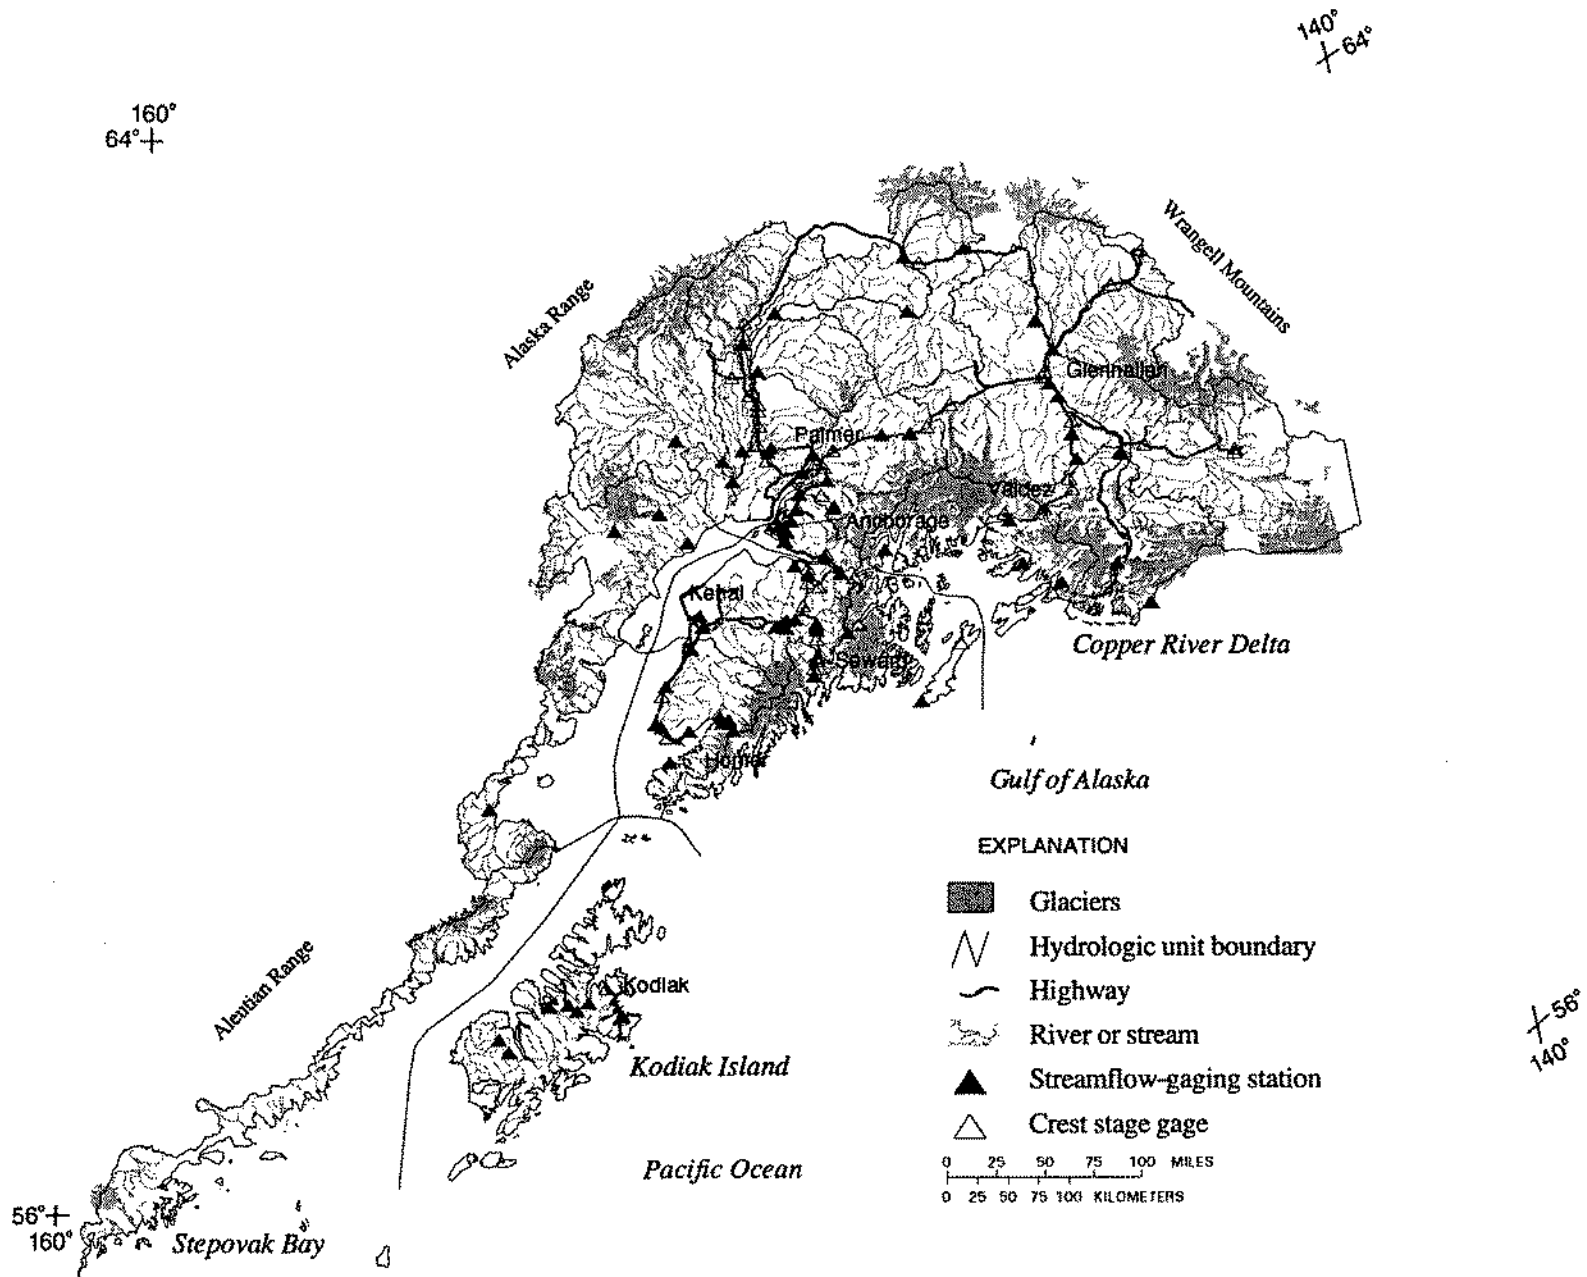 140°
64°
160°
64°
Wrangell Mountains
Alaska Range
Glennallen
Palmer
Valdez
Anchorage
Kenai
Copper River Delta
Seward
Homer
Gulf of Alaska
EXPLANATION
Glaciers
Hydrologic unit boundary
Highway
River or stream
Streamflow-gaging station
Crest stage gage
0 25 50 75 100 MILES
0 25 50 75 100 KILOMETERS
Aleutian Range
Kodiak
Kodiak Island
Pacific Ocean
56°
140°
56°
160°
Stepovak Bay